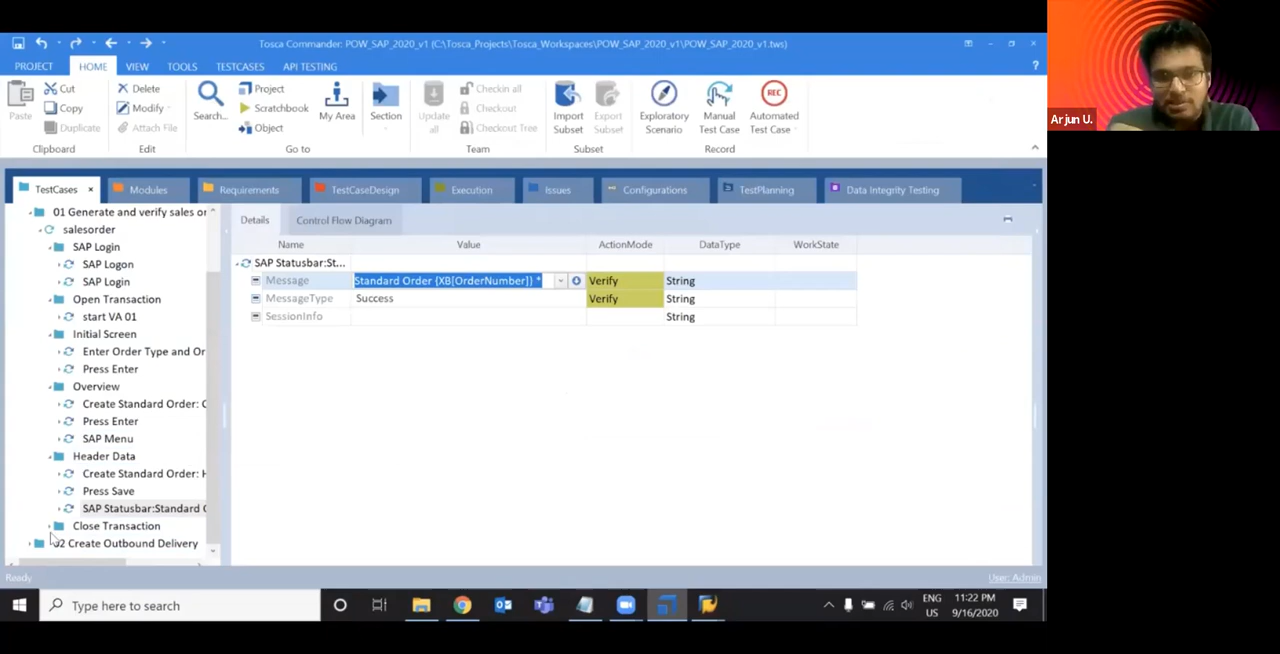 Tosca Commander: POW_SAP_2020_v1 (C:\Tosca_Projects\Tosca_Workspaces\POW_SAP_2020_v1\POW_SAP_2020_v1.tws)
PROJECT HOME VIEW TOOLS TESTCASES API TESTING ?
Paste
Cut
Copy
Duplicate
Clipboard
Delete
Modify
Attach File
Edit
Search...
Project
Scratchbook
Object
My Area
Section
Go to
Update all
Checkin all
Checkout
Checkout Tree
Team
Import Subset
Export Subset
Subset
Exploratory Scenario
Manual Test Case
REC
Automated Test Case
Record
Arjun U.
TestCases × Modules Requirements TestCaseDesign Execution Issues Configurations TestPlanning Data Integrity Testing
01 Generate and verify sales or
salesorder
SAP Login
SAP Logon
SAP Login
Open Transaction
start VA 01
Initial Screen
Enter Order Type and Or
Press Enter
Overview
Create Standard Order: C
Press Enter
SAP Menu
Header Data
Create Standard Order: H
Press Save
SAP Statusbar:Standard O
Close Transaction
02 Create Outbound Delivery
Details Control Flow Diagram
Name Value ActionMode DataType WorkState
SAP Statusbar:St...
Message Standard Order {XB[OrderNumber]} * Verify String
MessageType Success Verify String
SessionInfo String
Ready User: Admin
Type here to search
ENG
US
11:22 PM
9/16/2020